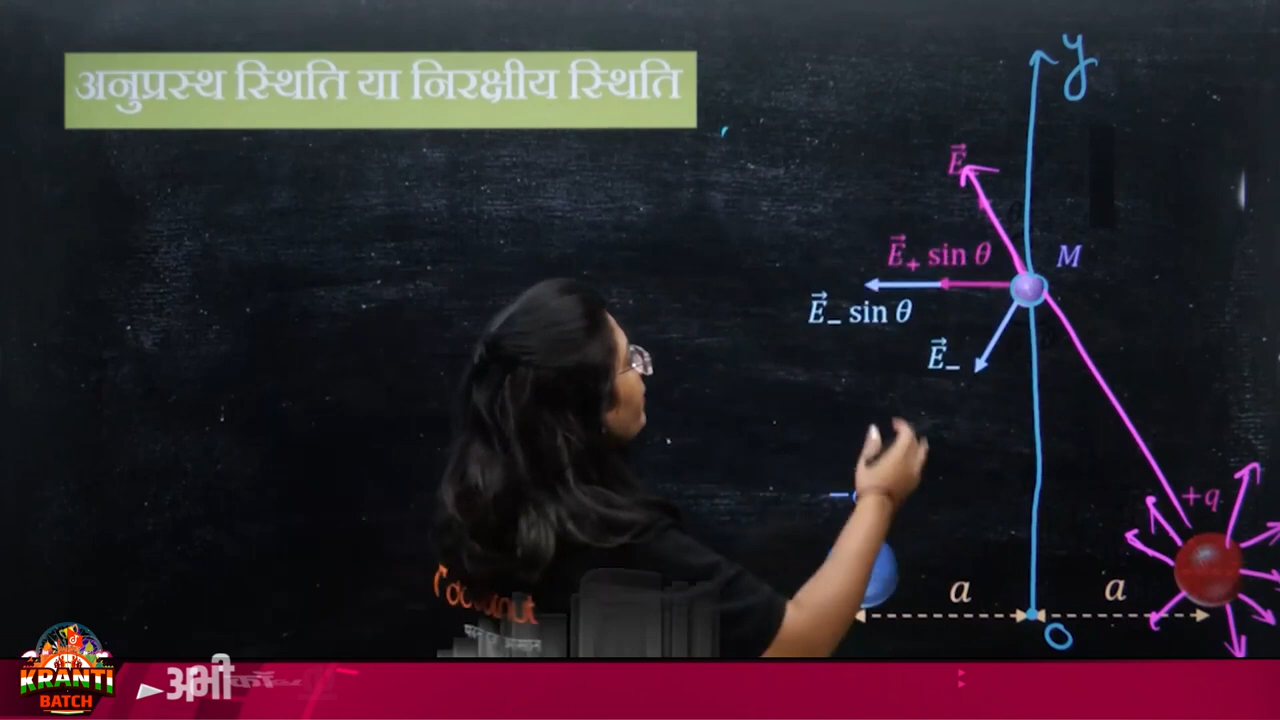 अनुप्रस्थ स्थिति या निरक्षीय स्थिति
y
E⃗
E⃗₊ sin θ
M
E⃗₋ sin θ
E⃗₋
+q
a
a
O
KRANTI
BATCH
अभी